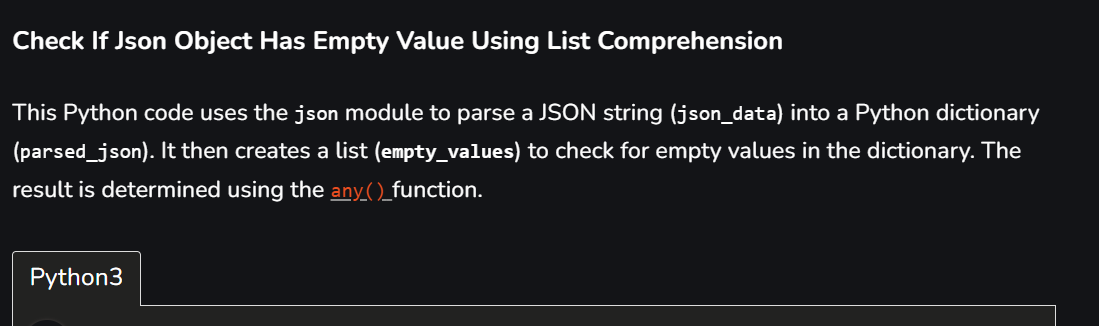 Check If Json Object Has Empty Value Using List Comprehension
This Python code uses the json module to parse a JSON string (json_data) into a Python dictionary
(parsed_json). It then creates a list (empty_values) to check for empty values in the dictionary. The
result is determined using the any() function.
Python3